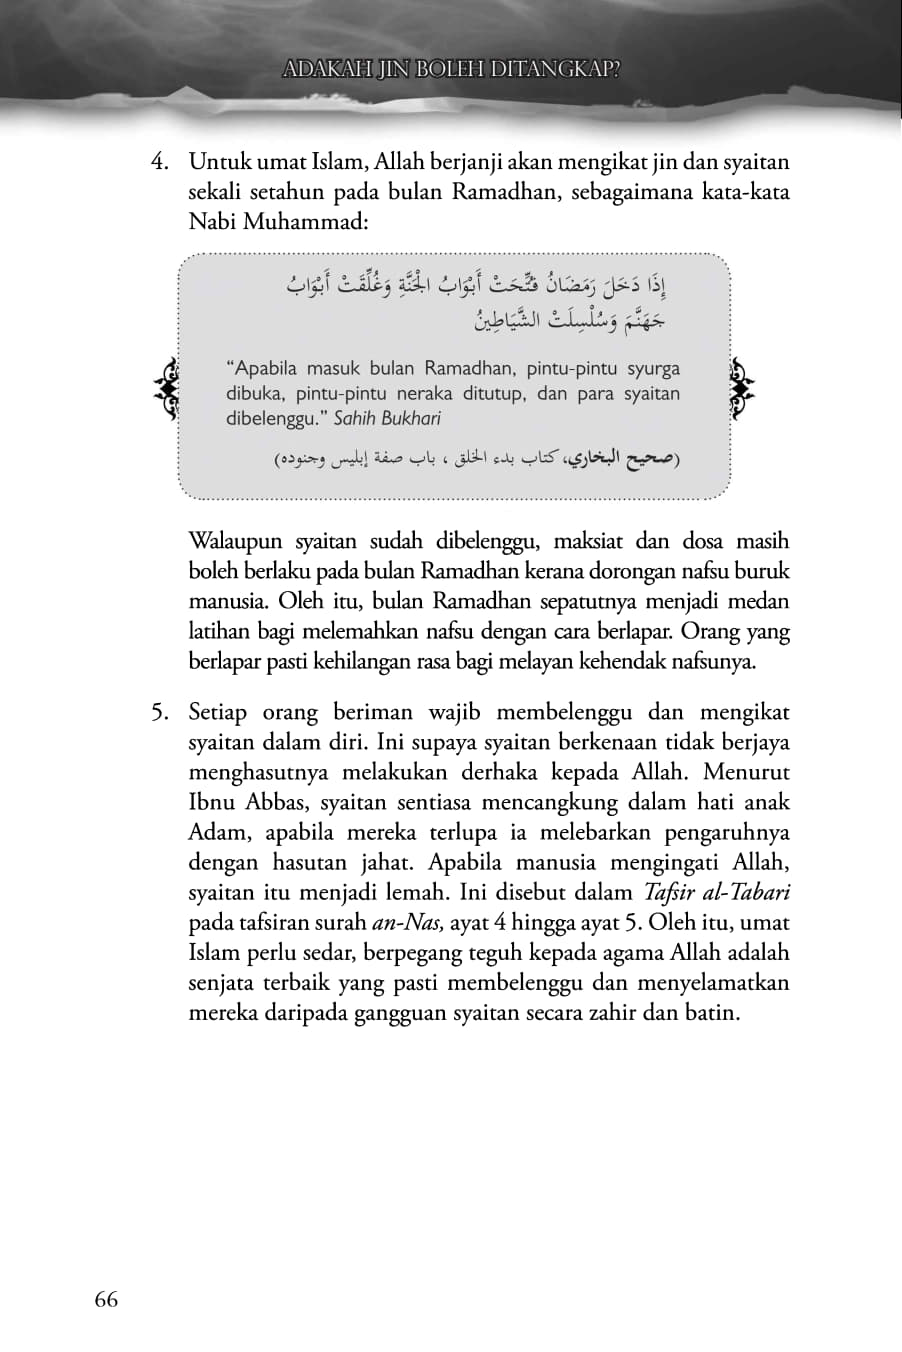 ADAKAH JIN BOLEH DITANGKAP?
4. Untuk umat Islam, Allah berjanji akan mengikat jin dan syaitan
sekali setahun pada bulan Ramadhan, sebagaimana kata-kata
Nabi Muhammad:
إِذَا دَخَلَ رَمَضَانُ فُتِّحَتْ أَبْوَابُ الْجَنَّةِ وَغُلِّقَتْ أَبْوَابُ
جَهَنَّمَ وَسُلْسِلَتْ الشَّيَاطِينُ
“Apabila masuk bulan Ramadhan, pintu-pintu syurga
dibuka, pintu-pintu neraka ditutup, dan para syaitan
dibelenggu.” Sahih Bukhari
(صحيح البخاري، كتاب بدء الخلق ، باب صفة إبليس وجنوده)
Walaupun syaitan sudah dibelenggu, maksiat dan dosa masih
boleh berlaku pada bulan Ramadhan kerana dorongan nafsu buruk
manusia. Oleh itu, bulan Ramadhan sepatutnya menjadi medan
latihan bagi melemahkan nafsu dengan cara berlapar. Orang yang
berlapar pasti kehilangan rasa bagi melayan kehendak nafsunya.
5. Setiap orang beriman wajib membelenggu dan mengikat
syaitan dalam diri. Ini supaya syaitan berkenaan tidak berjaya
menghasutnya melakukan derhaka kepada Allah. Menurut
Ibnu Abbas, syaitan sentiasa mencangkung dalam hati anak
Adam, apabila mereka terlupa ia melebarkan pengaruhnya
dengan hasutan jahat. Apabila manusia mengingati Allah,
syaitan itu menjadi lemah. Ini disebut dalam Tafsir al-Tabari
pada tafsiran surah an-Nas, ayat 4 hingga ayat 5. Oleh itu, umat
Islam perlu sedar, berpegang teguh kepada agama Allah adalah
senjata terbaik yang pasti membelenggu dan menyelamatkan
mereka daripada gangguan syaitan secara zahir dan batin.
66